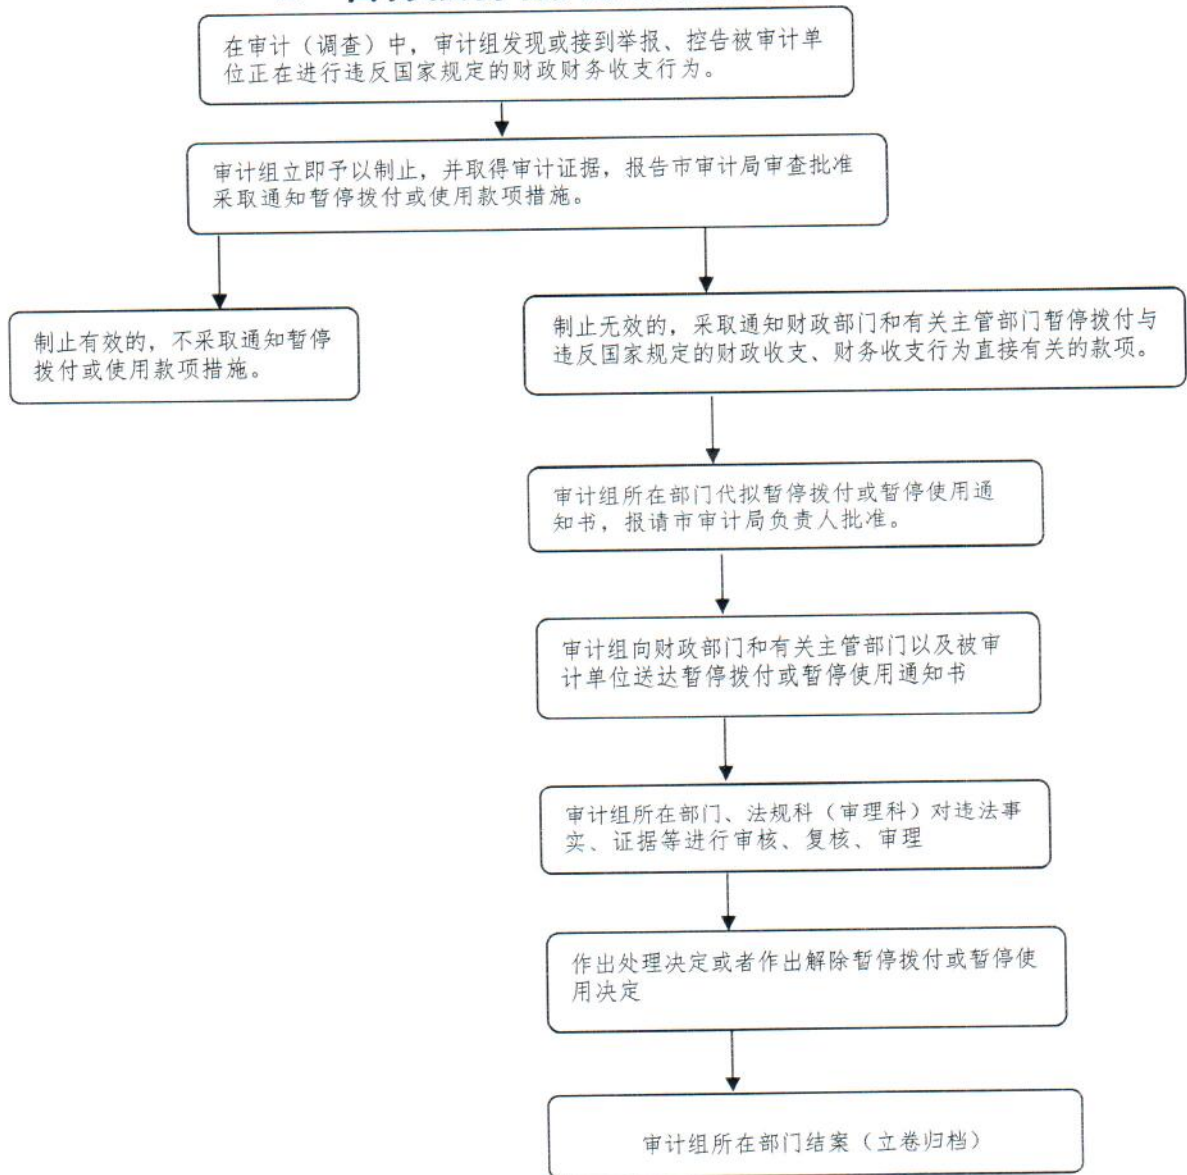 在审计（调查）中，审计组发现或接到举报、控告被审计单
位正在进行违反国家规定的财政财务收支行为。
审计组立即予以制止，并取得审计证据，报告市审计局审查批准
采取通知暂停拨付或使用款项措施。
制止有效的，不采取通知暂停
拨付或使用款项措施。
制止无效的，采取通知财政部门和有关主管部门暂停拨付与
违反国家规定的财政收支、财务收支行为直接有关的款项。
审计组所在部门代拟暂停拨付或暂停使用通
知书，报请市审计局负责人批准。
审计组向财政部门和有关主管部门以及被审
计单位送达暂停拨付或暂停使用通知书
审计组所在部门、法规科（审理科）对违法事
实、证据等进行审核、复核、审理
作出处理决定或者作出解除暂停拨付或暂停使
用决定
审计组所在部门结案（立卷归档）